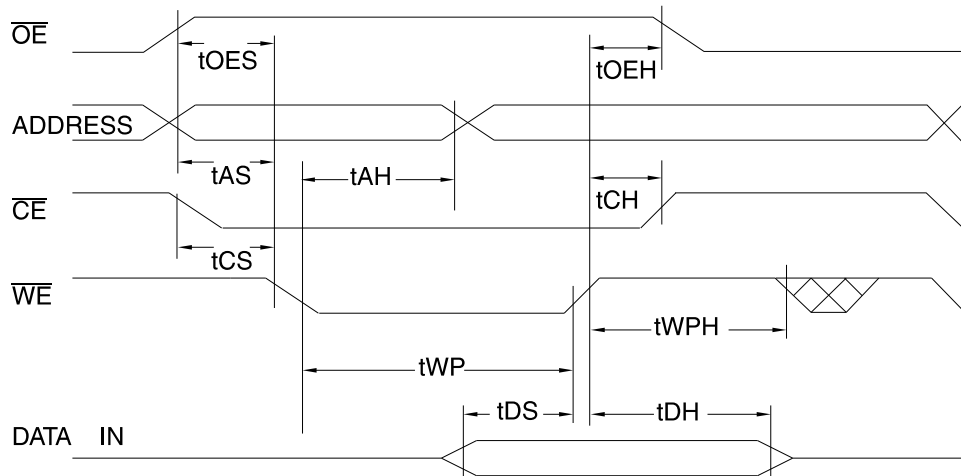 OE
tOES
tOEH
ADDRESS
tAS
tAH
tCH
CE
tCS
WE
tWPH
tWP
tDS
tDH
DATA IN